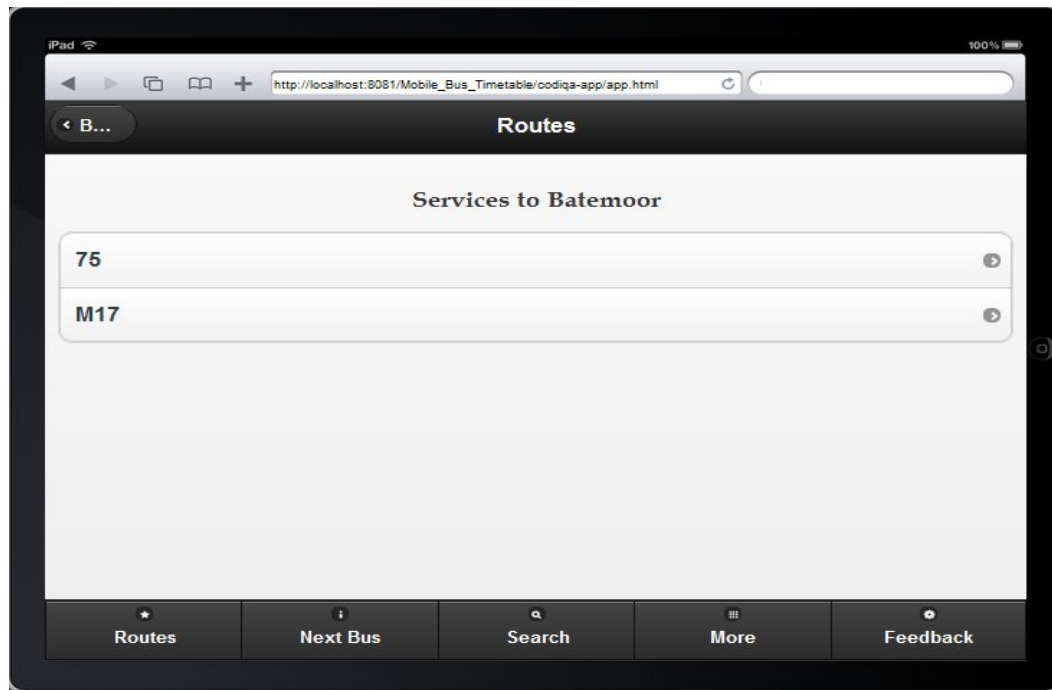 iPad 100%
http://localhost:8081/Mobile_Bus_Timetable/codiqa-app/app.html
B... Routes
Services to Batemoor
75
M17
Routes Next Bus Search More Feedback